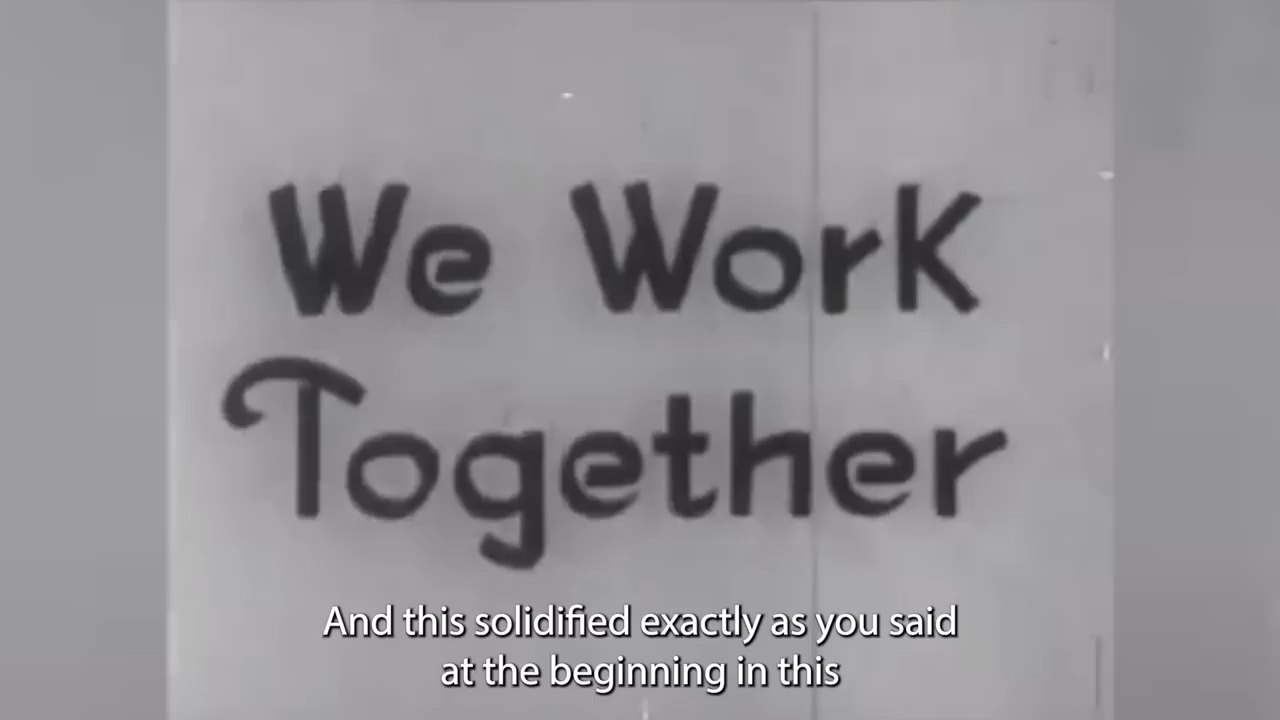 We Work
Together
And this solidified exactly as you said
at the beginning in this